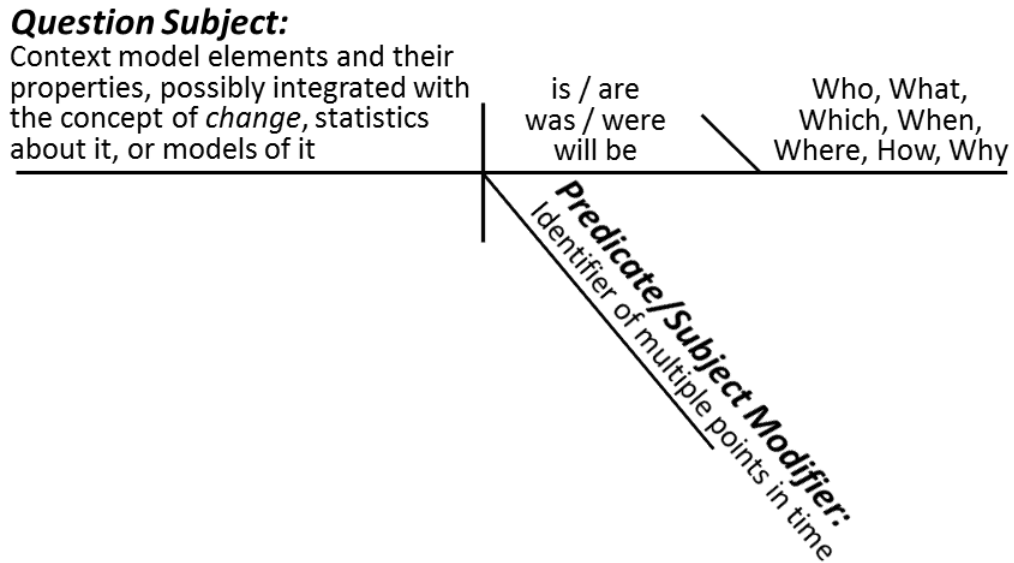 Question Subject:
Context model elements and their
properties, possibly integrated with
the concept of change, statistics
about it, or models of it
is / are
was / were
will be
Who, What,
Which, When,
Where, How, Why
Predicate/Subject Modifier:
Identifier of multiple points in time